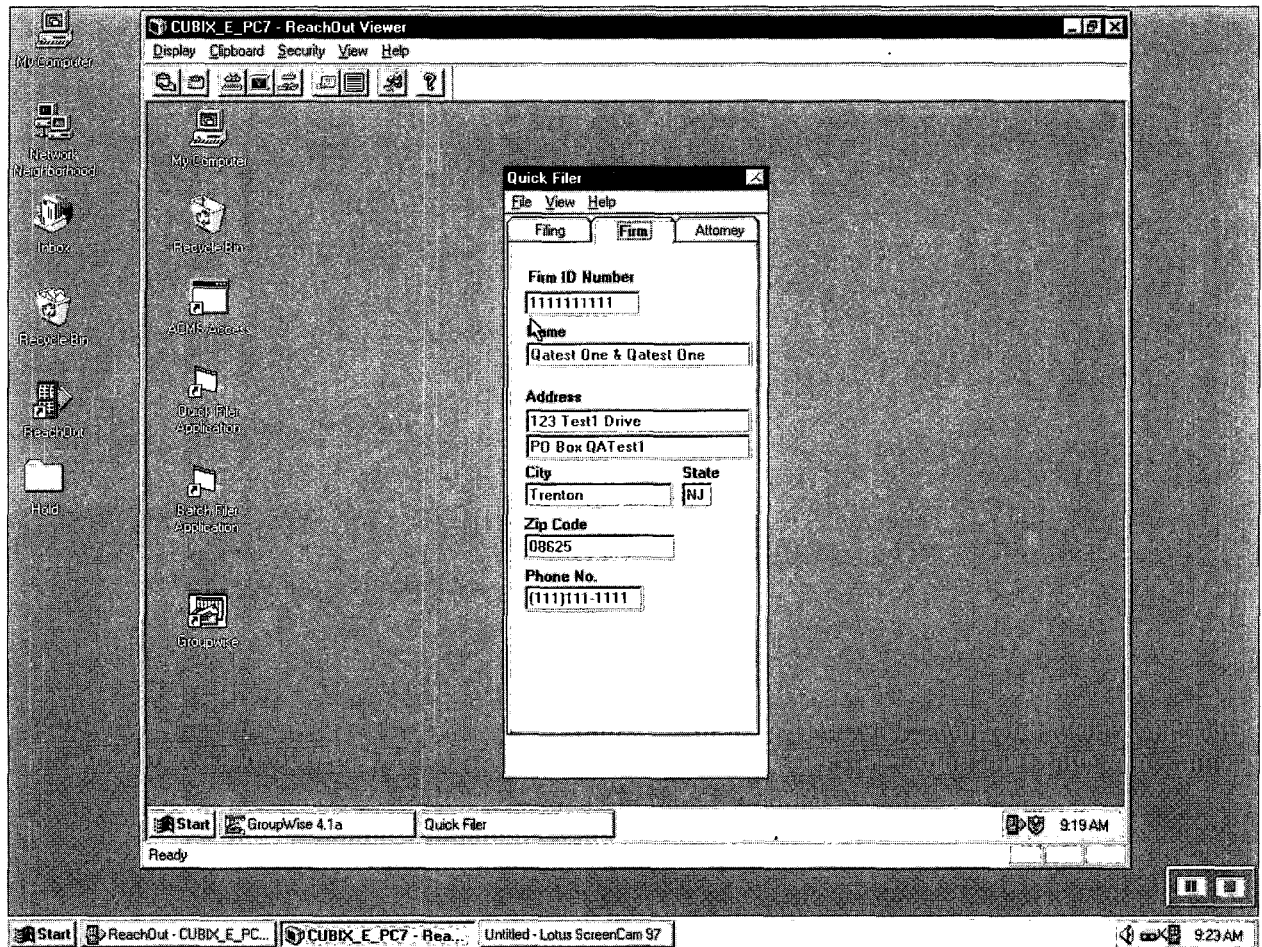 My Computer
Network
Neighborhood
Inbox
Recycle Bin
ReachOut
Hold
CUBIX_E_PC7 - ReachOut Viewer
Display Clipboard Security View Help
My Computer
Recycle Bin
ACMS Access
Quick Filer
Application
Batch Filer
Application
Groupwise
Quick Filer
File View Help
Filing Firm Attorney
Firm ID Number
1111111111
Name
Qatest One & Qatest One
Address
123 Test1 Drive
PO Box QATest1
City State
Trenton NJ
Zip Code
08625
Phone No.
(111)111-1111
Start GroupWise 4.1a Quick Filer 9:19 AM
Ready
Start ReachOut - CUBIX_E_PC... CUBIX_E_PC7 - Rea... Untitled - Lotus ScreenCam 97 9:23 AM